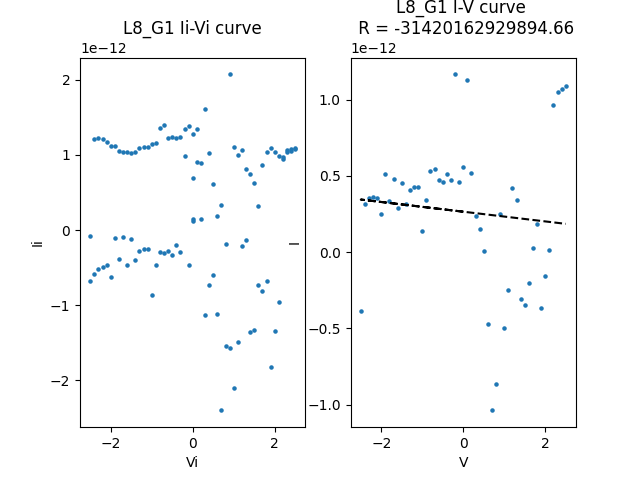 L8_G1 Ii-Vi curve
1e−12
2
1
0
−1
−2
Ii
−2
0
2
Vi
L8_G1 I-V curve
R = -31420162929894.66
1e−12
1.0
0.5
0.0
−0.5
−1.0
I
−2
0
2
V